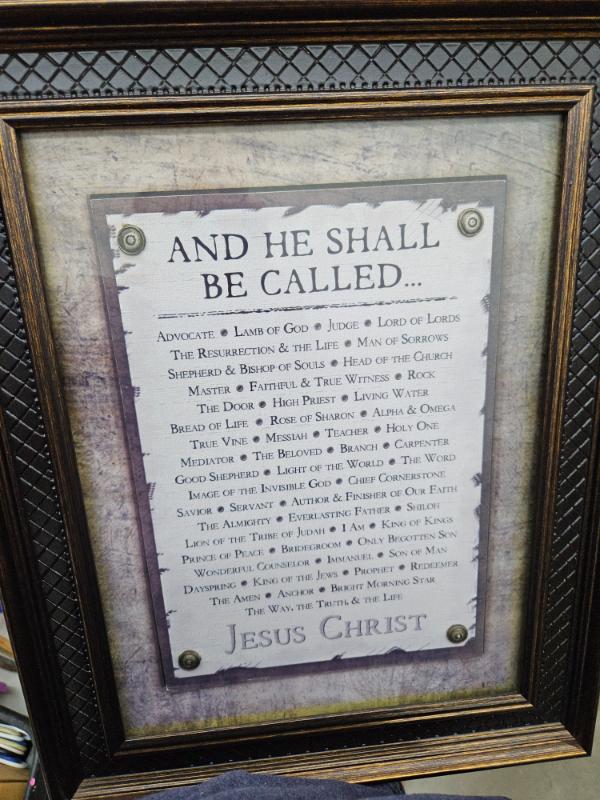 AND HE SHALL
BE CALLED...
ADVOCATE • LAMB OF GOD • JUDGE • LORD OF LORDS
THE RESURRECTION & THE LIFE • MAN OF SORROWS
SHEPHERD & BISHOP OF SOULS • HEAD OF THE CHURCH
MASTER • FAITHFUL & TRUE WITNESS • ROCK
THE DOOR • HIGH PRIEST • LIVING WATER
BREAD OF LIFE • ROSE OF SHARON • ALPHA & OMEGA
TRUE VINE • MESSIAH • TEACHER • HOLY ONE
MEDIATOR • THE BELOVED • BRANCH • CARPENTER
GOOD SHEPHERD • LIGHT OF THE WORLD • THE WORD
IMAGE OF THE INVISIBLE GOD • CHIEF CORNERSTONE
SAVIOR • SERVANT • AUTHOR & FINISHER OF OUR FAITH
THE ALMIGHTY • EVERLASTING FATHER • SHILOH
LION OF THE TRIBE OF JUDAH • I AM • KING OF KINGS
PRINCE OF PEACE • BRIDEGROOM • ONLY BEGOTTEN SON
WONDERFUL COUNSELOR • IMMANUEL • SON OF MAN
DAYSPRING • KING OF THE JEWS • PROPHET • REDEEMER
THE AMEN • ANCHOR • BRIGHT MORNING STAR
THE WAY, THE TRUTH, & THE LIFE
JESUS CHRIST